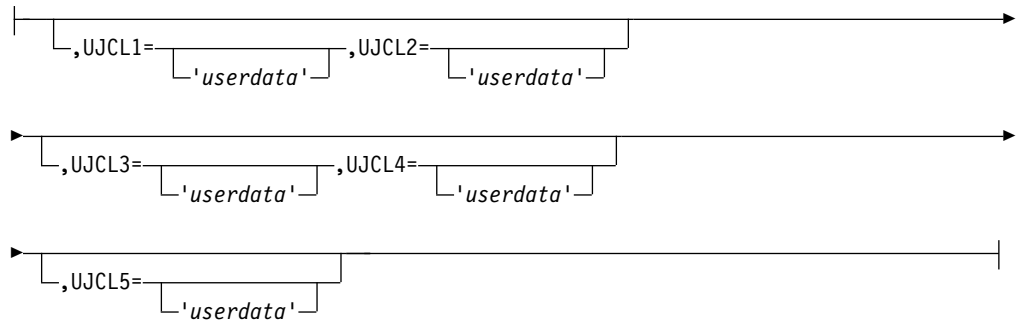 ,UJCL1= ,UJCL2=
'userdata' 'userdata'
,UJCL3= ,UJCL4=
'userdata' 'userdata'
,UJCL5=
'userdata'